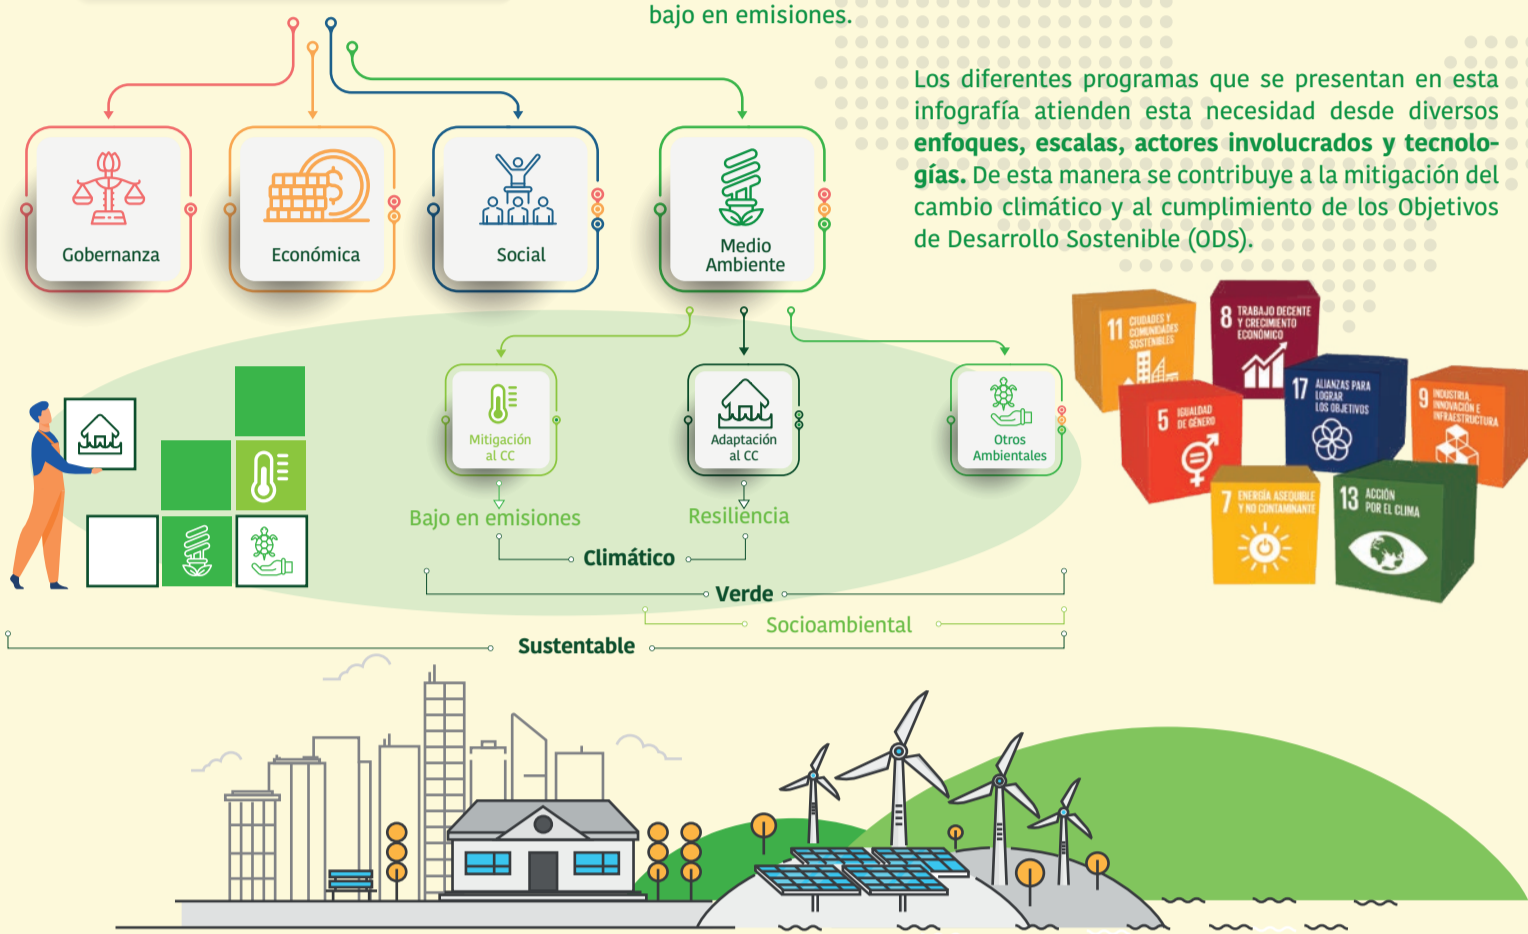 bajo en emisiones.
Los diferentes programas que se presentan en esta
infografía atienden esta necesidad desde diversos
enfoques, escalas, actores involucrados y tecnolo-
gías. De esta manera se contribuye a la mitigación del
cambio climático y al cumplimiento de los Objetivos
de Desarrollo Sostenible (ODS).
Gobernanza
Económica
Social
Medio
Ambiente
Mitigación
al CC
Adaptación
al CC
Otros
Ambientales
Bajo en emisiones
Resiliencia
Climático
Verde
Socioambiental
Sustentable
11 CIUDADES Y
COMUNIDADES
SOSTENIBLES
8 TRABAJO DECENTE
Y CRECIMIENTO
ECONÓMICO
17 ALIANZAS PARA
LOGRAR
LOS OBJETIVOS
9 INDUSTRIA,
INNOVACIÓN E
INFRAESTRUCTURA
5 IGUALDAD
DE GÉNERO
7 ENERGÍA ASEQUIBLE
Y NO CONTAMINANTE
13 ACCIÓN
POR EL CLIMA